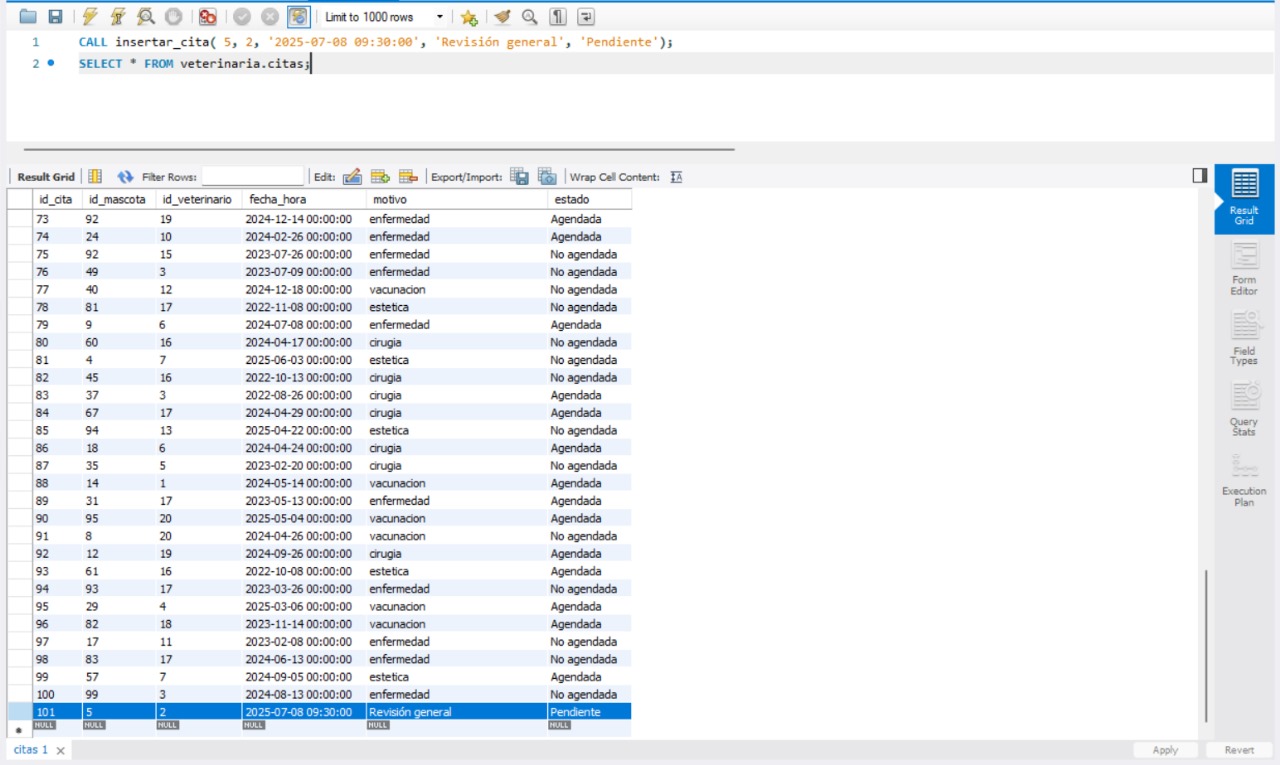 Limit to 1000 rows
1 CALL insertar_cita( 5, 2, '2025-07-08 09:30:00', 'Revisión general', 'Pendiente');
2 SELECT * FROM veterinaria.citas;
Result Grid Filter Rows: Edit: Export/Import: Wrap Cell Content:
id_cita id_mascota id_veterinario fecha_hora motivo estado
73 92 19 2024-12-14 00:00:00 enfermedad Agendada
74 24 10 2024-02-26 00:00:00 enfermedad Agendada
75 92 15 2023-07-26 00:00:00 enfermedad No agendada
76 49 3 2023-07-09 00:00:00 enfermedad No agendada
77 40 12 2024-12-18 00:00:00 vacunacion No agendada
78 81 17 2022-11-08 00:00:00 estetica No agendada
79 9 6 2024-07-08 00:00:00 enfermedad Agendada
80 60 16 2024-04-17 00:00:00 cirugia No agendada
81 4 7 2025-06-03 00:00:00 estetica No agendada
82 45 16 2022-10-13 00:00:00 cirugia No agendada
83 37 3 2022-08-26 00:00:00 cirugia Agendada
84 67 17 2024-04-29 00:00:00 cirugia Agendada
85 94 13 2025-04-22 00:00:00 estetica No agendada
86 18 6 2024-04-24 00:00:00 cirugia Agendada
87 35 5 2023-02-20 00:00:00 cirugia No agendada
88 14 1 2024-05-14 00:00:00 vacunacion Agendada
89 31 17 2023-05-13 00:00:00 enfermedad Agendada
90 95 20 2025-05-04 00:00:00 vacunacion Agendada
91 8 20 2024-04-26 00:00:00 vacunacion No agendada
92 12 19 2024-09-26 00:00:00 cirugia Agendada
93 61 16 2022-10-08 00:00:00 estetica Agendada
94 93 17 2023-03-26 00:00:00 enfermedad No agendada
95 29 4 2025-03-06 00:00:00 vacunacion Agendada
96 82 18 2023-11-14 00:00:00 vacunacion Agendada
97 17 11 2023-02-08 00:00:00 enfermedad No agendada
98 83 17 2024-06-13 00:00:00 enfermedad No agendada
99 57 7 2024-09-05 00:00:00 estetica Agendada
100 99 3 2024-08-13 00:00:00 enfermedad No agendada
101 5 2 2025-07-08 09:30:00 Revisión general Pendiente
NULL NULL NULL NULL NULL NULL
Result
Grid
Form
Editor
Field
Types
Query
Stats
Execution
Plan
citas 1
Apply Revert